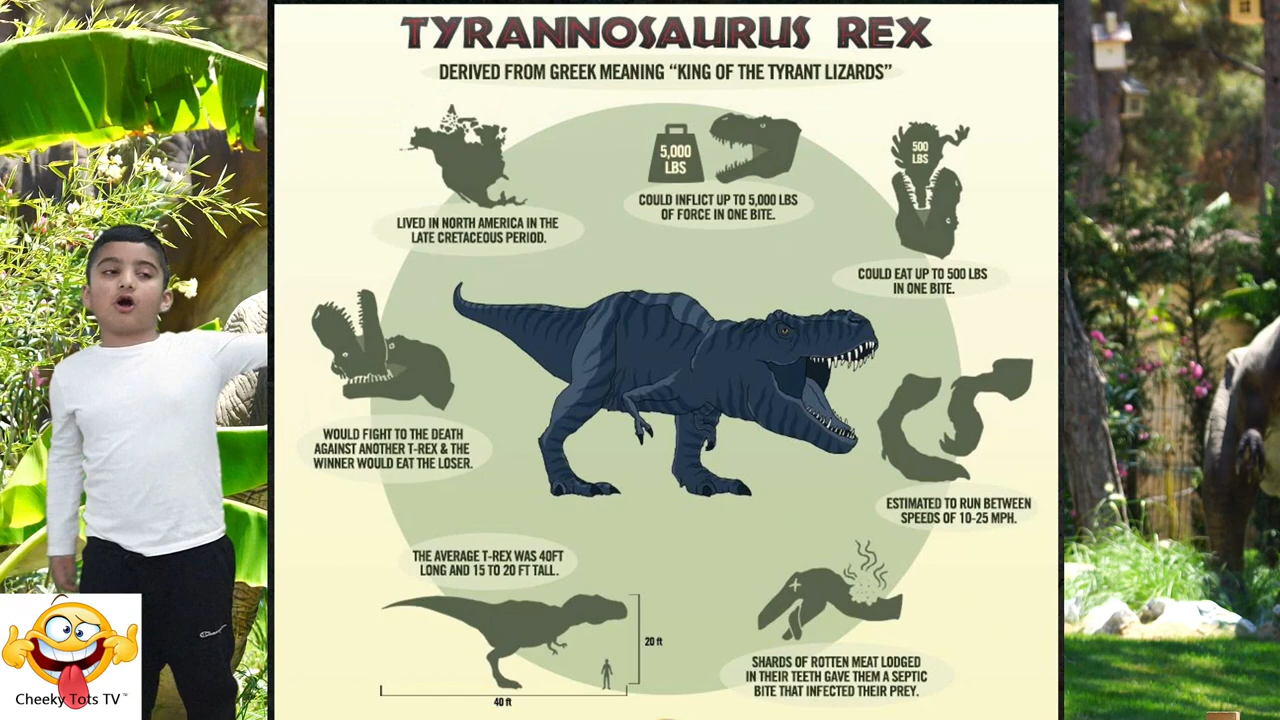 TYRANNOSAURUS REX
DERIVED FROM GREEK MEANING “KING OF THE TYRANT LIZARDS”
5,000
LBS
500
LBS
COULD INFLICT UP TO 5,000 LBS
OF FORCE IN ONE BITE.
LIVED IN NORTH AMERICA IN THE
LATE CRETACEOUS PERIOD.
COULD EAT UP TO 500 LBS
IN ONE BITE.
WOULD FIGHT TO THE DEATH
AGAINST ANOTHER T-REX & THE
WINNER WOULD EAT THE LOSER.
ESTIMATED TO RUN BETWEEN
SPEEDS OF 10-25 MPH.
THE AVERAGE T-REX WAS 40FT
LONG AND 15 TO 20 FT TALL.
20 ft
40 ft
SHARDS OF ROTTEN MEAT LODGED
IN THEIR TEETH GAVE THEM A SEPTIC
BITE THAT INFECTED THEIR PREY.
Champion
Cheeky Tots TV™